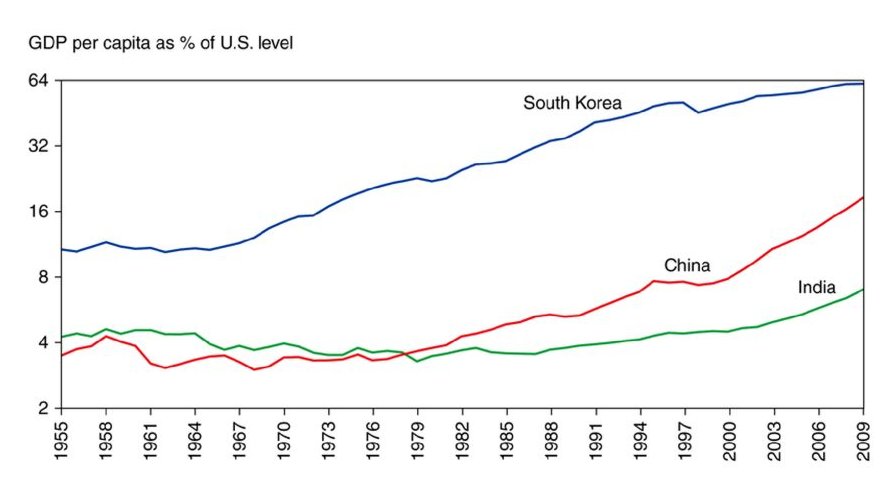 GDP per capita as % of U.S. level
64
South Korea
32
16
China
8
India
4
2
1955 1958 1961 1964 1967 1970 1973 1976 1979 1982 1985 1988 1991 1994 1997 2000 2003 2006 2009